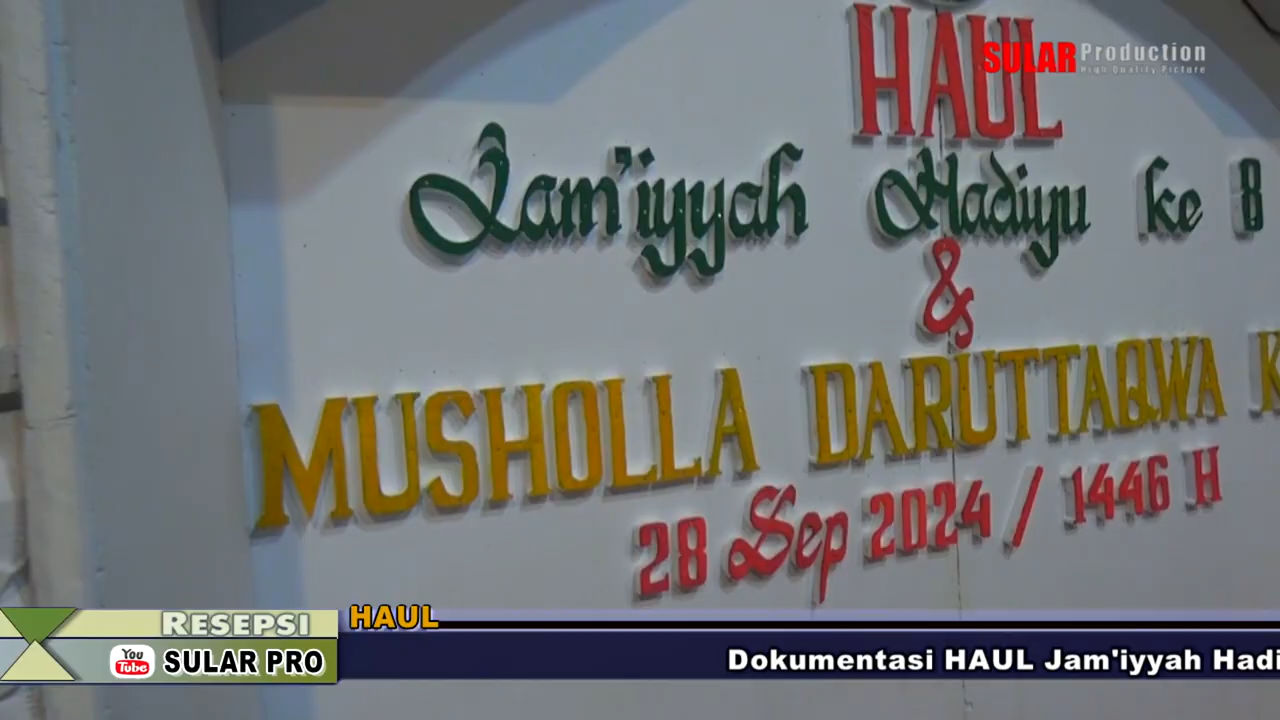 HAUL
SULAR Production
High Quality Picture
Jam'iyyah Hadiyu ke 8
&
MUSHOLLA DARUTTAQWA K
28 Sep 2024 / 1446 H
RESEPSI
HAUL
You Tube SULAR PRO
Dokumentasi HAUL Jam'iyyah Hadi